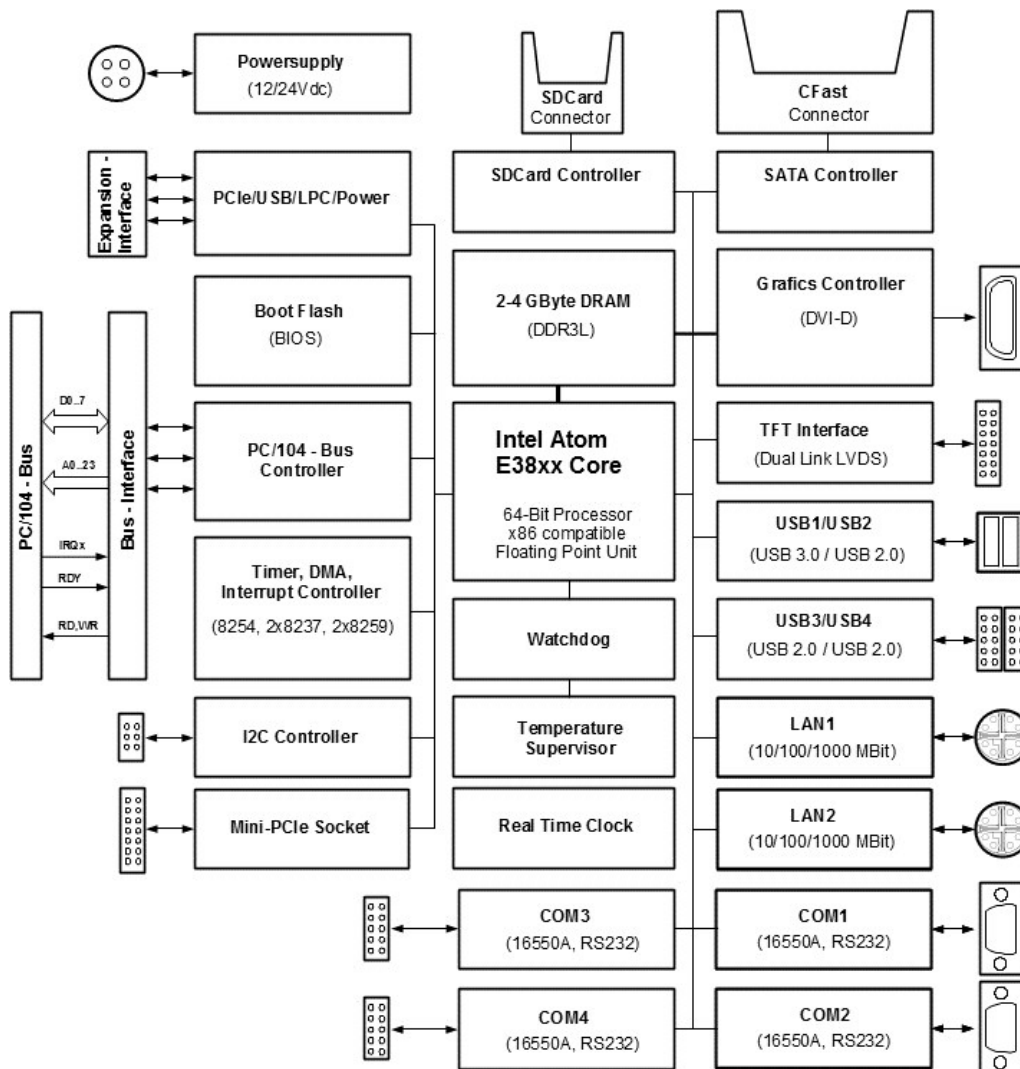 Powersupply
(12/24Vdc)
SDCard
Connector
CFast
Connector
Expansion -
Interface
PCIe/USB/LPC/Power
SDCard Controller
SATA Controller
Boot Flash
(BIOS)
2-4 GByte DRAM
(DDR3L)
Grafics Controller
(DVI-D)
PC/104 - Bus
D0..7
A0..23
IRQx
RDY
RD,WR
Bus - Interface
PC/104 - Bus
Controller
Intel Atom
E38xx Core
64-Bit Processor
x86 compatible
Floating Point Unit
TFT Interface
(Dual Link LVDS)
USB1/USB2
(USB 3.0 / USB 2.0)
Timer, DMA,
Interrupt Controller
(8254, 2x8237, 2x8259)
Watchdog
USB3/USB4
(USB 2.0 / USB 2.0)
I2C Controller
Temperature
Supervisor
LAN1
(10/100/1000 MBit)
Mini-PCIe Socket
Real Time Clock
LAN2
(10/100/1000 MBit)
COM3
(16550A, RS232)
COM1
(16550A, RS232)
COM4
(16550A, RS232)
COM2
(16550A, RS232)